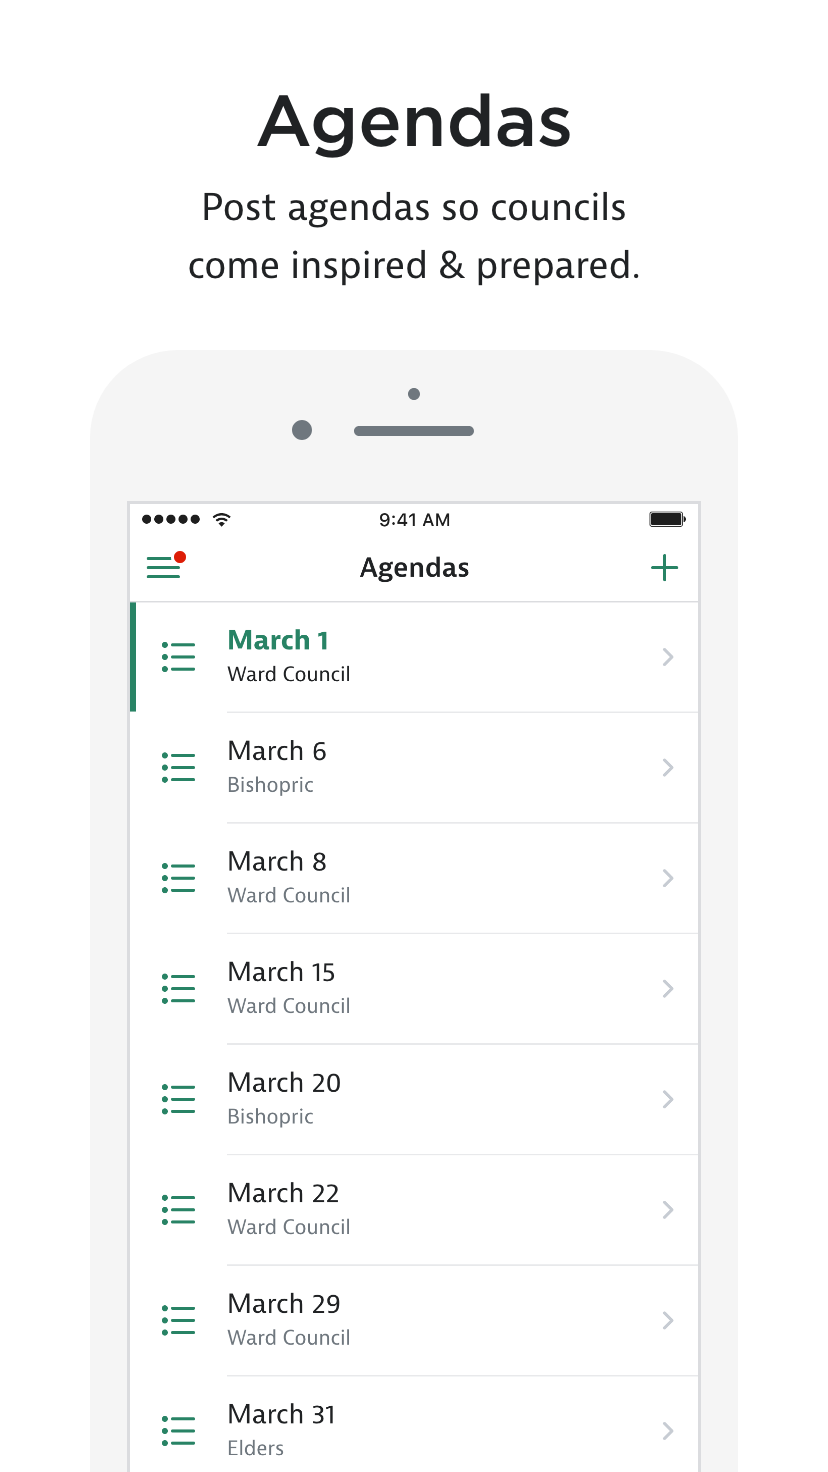 Agendas
Post agendas so councils
come inspired & prepared.
9:41 AM
Agendas
March 1
Ward Council
March 6
Bishopric
March 8
Ward Council
March 15
Ward Council
March 20
Bishopric
March 22
Ward Council
March 29
Ward Council
March 31
Elders